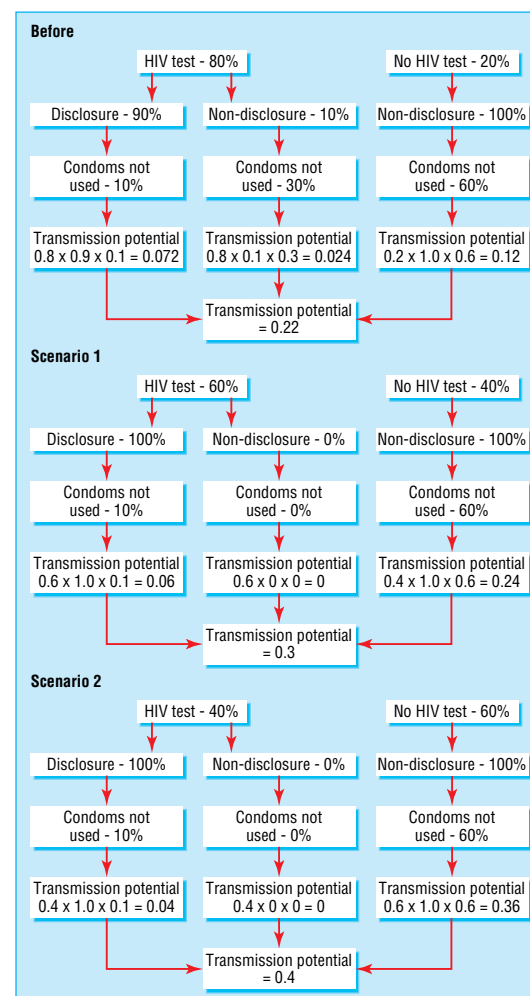 Before
HIV test - 80%
No HIV test - 20%
Disclosure - 90%
Non-disclosure - 10%
Non-disclosure - 100%
Condoms not
used - 10%
Condoms not
used - 30%
Condoms not
used - 60%
Transmission potential
0.8 x 0.9 x 0.1 = 0.072
Transmission potential
0.8 x 0.1 x 0.3 = 0.024
Transmission potential
0.2 x 1.0 x 0.6 = 0.12
Transmission potential
= 0.22
Scenario 1
HIV test - 60%
No HIV test - 40%
Disclosure - 100%
Non-disclosure - 0%
Non-disclosure - 100%
Condoms not
used - 10%
Condoms not
used - 0%
Condoms not
used - 60%
Transmission potential
0.6 x 1.0 x 0.1 = 0.06
Transmission potential
0.6 x 0 x 0 = 0
Transmission potential
0.4 x 1.0 x 0.6 = 0.24
Transmission potential
= 0.3
Scenario 2
HIV test - 40%
No HIV test - 60%
Disclosure - 100%
Non-disclosure - 0%
Non-disclosure - 100%
Condoms not
used - 10%
Condoms not
used - 0%
Condoms not
used - 60%
Transmission potential
0.4 x 1.0 x 0.1 = 0.04
Transmission potential
0.4 x 0 x 0 = 0
Transmission potential
0.6 x 1.0 x 0.6 = 0.36
Transmission potential
= 0.4